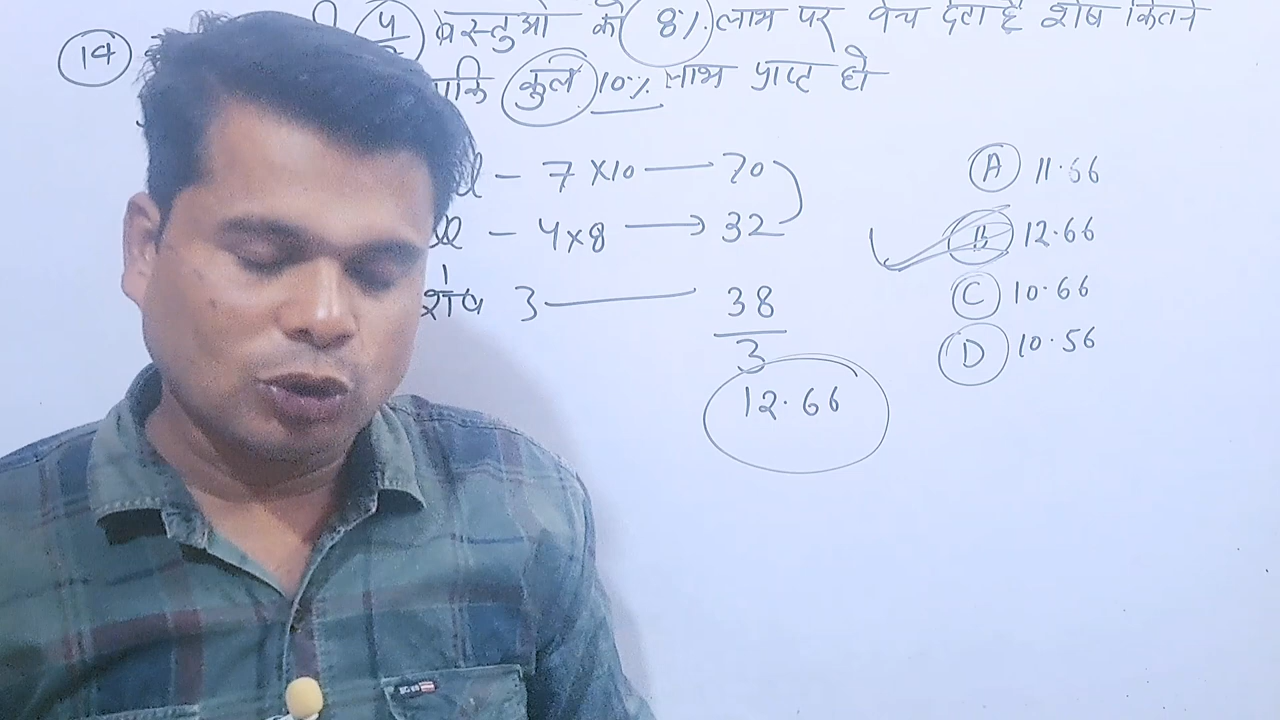 14 4 वस्तुओ को 8% लाभ पर वेच देता है शेष कितने
कुल 10% लाभ प्राप्त हो
- 7 x 10 — 70
- 4 x 8 → 32
शेष 3 — 38
3
12.66
A 11.66
B 12.66
C 10.66
D 10.56